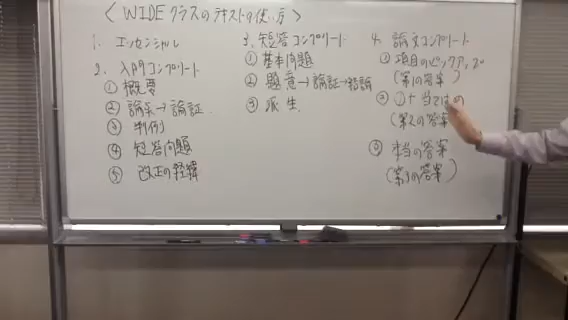 〈WIDEクラスのテキストの使い方〉
1. エッセンシャル
2. 入門コンプリート
① 概要
② 論点→論証.
③ 判例
④ 短答問題
⑤ 改正の経緯
3. 短答コンプリート
① 基本問題
② 題意→論証→結論
③ 派生
4. 論文コンプリート
① 項目のピックアップ
(第1の答案)
② ①+当てはめ
(第2の答案
③ 本当の答案
(第3の答案)